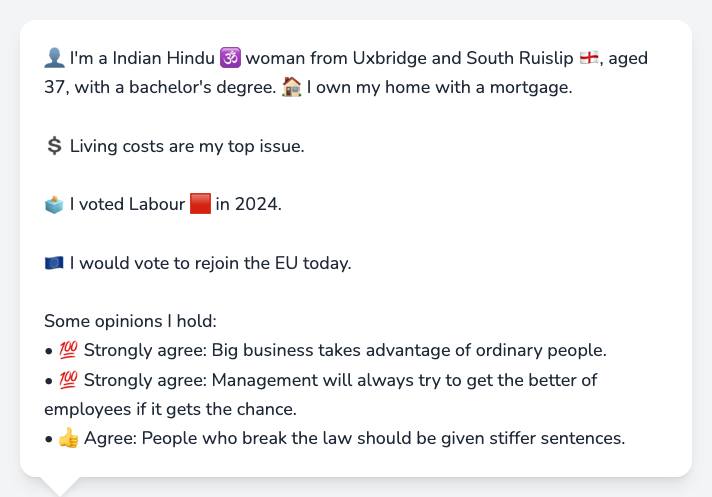 👤 I'm a Indian Hindu 🕉️ woman from Uxbridge and South Ruislip 🏴󠁧󠁢󠁥󠁮󠁧󠁿, aged
37, with a bachelor's degree. 🏠 I own my home with a mortgage.
💲 Living costs are my top issue.
🗳️ I voted Labour 🟥 in 2024.
🇪🇺 I would vote to rejoin the EU today.
Some opinions I hold:
• 💯 Strongly agree: Big business takes advantage of ordinary people.
• 💯 Strongly agree: Management will always try to get the better of
employees if it gets the chance.
• 👍 Agree: People who break the law should be given stiffer sentences.